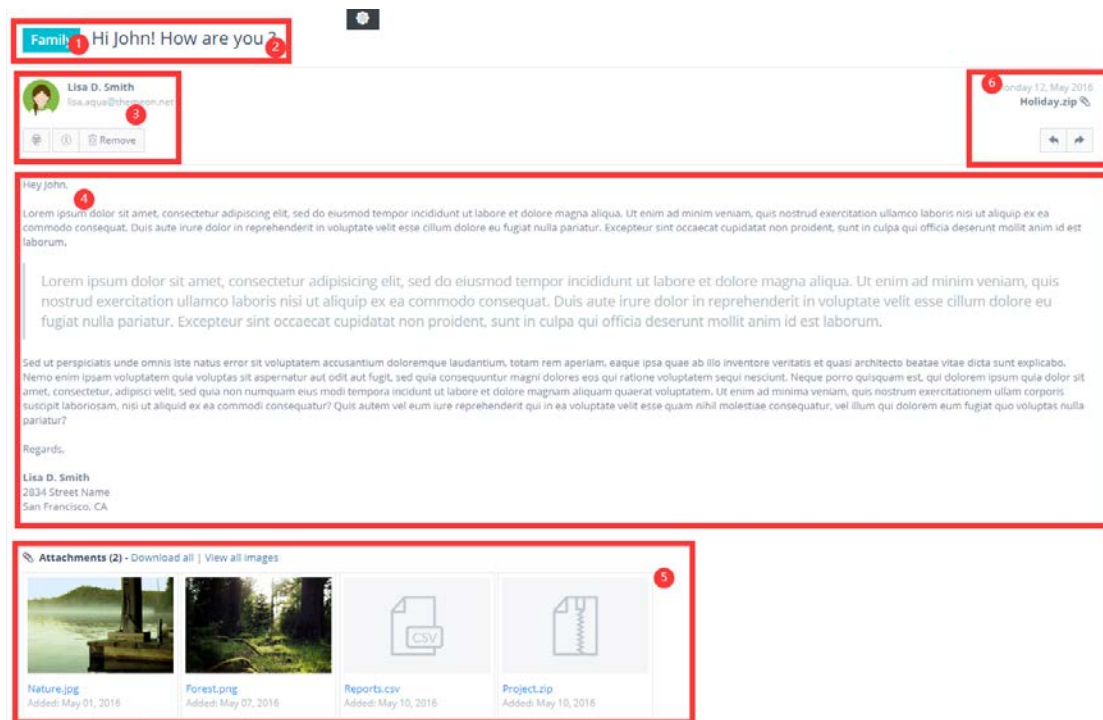 Family Hi John! How are you ?
1
2
Lisa D. Smith
lisa.aqua@themeon.net
3
Remove
6
Monday 12, May 2016
Holiday.zip
Hey John,
4
Lorem ipsum dolor sit amet, consectetur adipiscing elit, sed do eiusmod tempor incididunt ut labore et dolore magna aliqua. Ut enim ad minim veniam, quis nostrud exercitation ullamco laboris nisi ut aliquip ex ea
commodo consequat. Duis aute irure dolor in reprehenderit in voluptate velit esse cillum dolore eu fugiat nulla pariatur. Excepteur sint occaecat cupidatat non proident, sunt in culpa qui officia deserunt mollit anim id est
laborum.
Lorem ipsum dolor sit amet, consectetur adipisicing elit, sed do eiusmod tempor incididunt ut labore et dolore magna aliqua. Ut enim ad minim veniam, quis
nostrud exercitation ullamco laboris nisi ut aliquip ex ea commodo consequat. Duis aute irure dolor in reprehenderit in voluptate velit esse cillum dolore eu
fugiat nulla pariatur. Excepteur sint occaecat cupidatat non proident, sunt in culpa qui officia deserunt mollit anim id est laborum.
Sed ut perspiciatis unde omnis iste natus error sit voluptatem accusantium doloremque laudantium, totam rem aperiam, eaque ipsa quae ab illo inventore veritatis et quasi architecto beatae vitae dicta sunt explicabo.
Nemo enim ipsam voluptatem quia voluptas sit aspernatur aut odit aut fugit, sed quia consequuntur magni dolores eos qui ratione voluptatem sequi nesciunt. Neque porro quisquam est, qui dolorem ipsum quia dolor sit
amet, consectetur, adipisci velit, sed quia non numquam eius modi tempora incidunt ut labore et dolore magnam aliquam quaerat voluptatem. Ut enim ad minima veniam, quis nostrum exercitationem ullam corporis
suscipit laboriosam, nisi ut aliquid ex ea commodi consequatur? Quis autem vel eum iure reprehenderit qui in ea voluptate velit esse quam nihil molestiae consequatur, vel illum qui dolorem eum fugiat quo voluptas nulla
pariatur?
Regards,
Lisa D. Smith
2834 Street Name
San Francisco, CA
Attachments (2) - Download all | View all images
5
CSV
Nature.jpg
Added: May 01, 2016
Forest.png
Added: May 07, 2016
Reports.csv
Added: May 10, 2016
Project.zip
Added: May 10, 2016